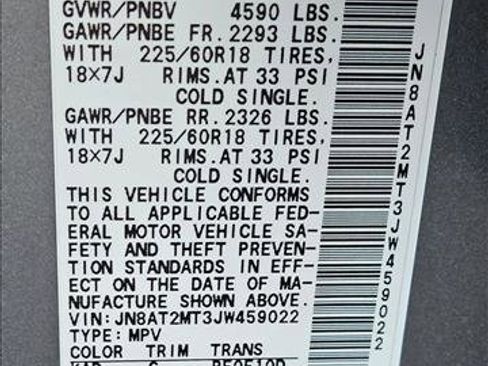 GVWR/PNBV 4590 LBS.
GAWR/PNBE FR.2293 LBS.
WITH 225/60R18 TIRES,
18×7J RIMS.AT 33 PSI
COLD SINGLE.
GAWR/PNBE RR.2326 LBS.
WITH 225/60R18 TIRES,
18×7J RIMS.AT 33 PSI
COLD SINGLE.
THIS VEHICLE CONFORMS
TO ALL APPLICABLE FED-
ERAL MOTOR VEHICLE SA-
FETY AND THEFT PREVEN-
TION STANDARDS IN EFF-
ECT ON THE DATE OF MA-
NUFACTURE SHOWN ABOVE.
VIN:JN8AT2MT3JW459022
TYPE:MPV
COLOR TRIM TRANS
JN8AT2MT3JW459022